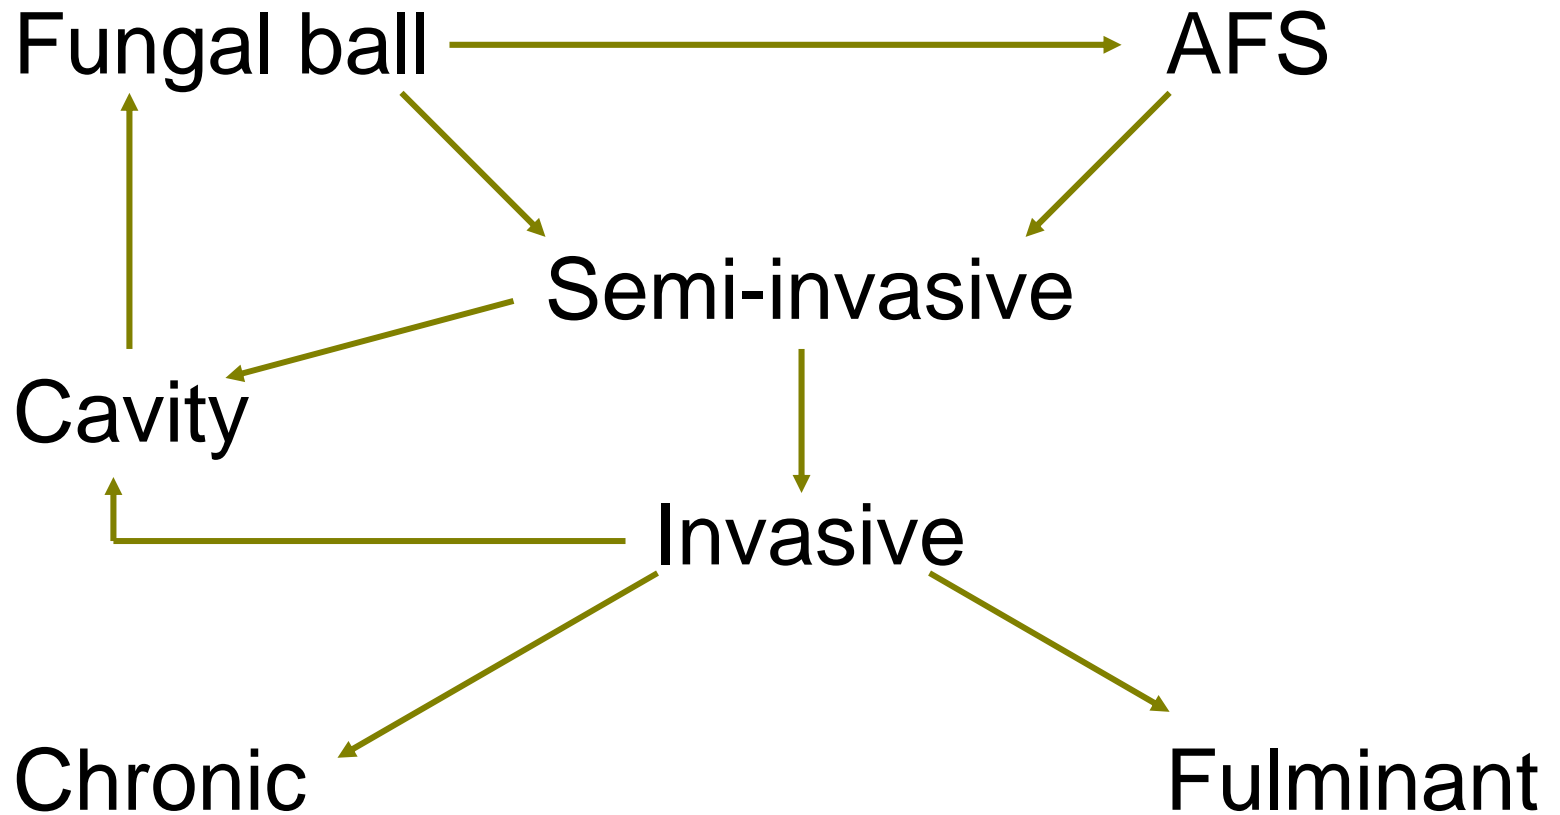 Fungal ball
AFS
Semi-invasive
Cavity
Invasive
Chronic
Fulminant